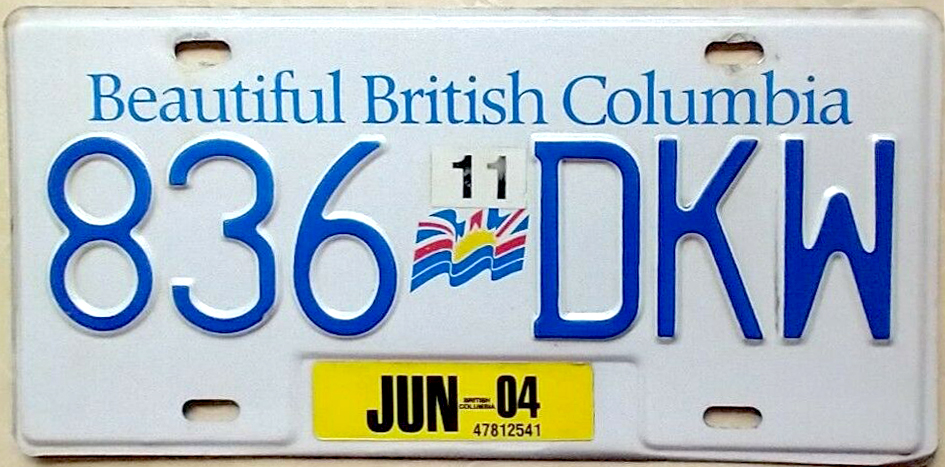 Beautiful British Columbia
836 DKW
11
JUN BRITISH COLUMBIA 04
47812541